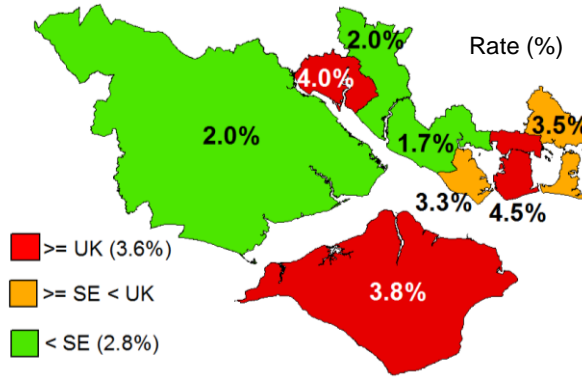 2.0%
Rate (%)
4.0%
3.5%
2.0%
1.7%
3.3%
4.5%
>= UK (3.6%)
3.8%
>= SE < UK
< SE (2.8%)